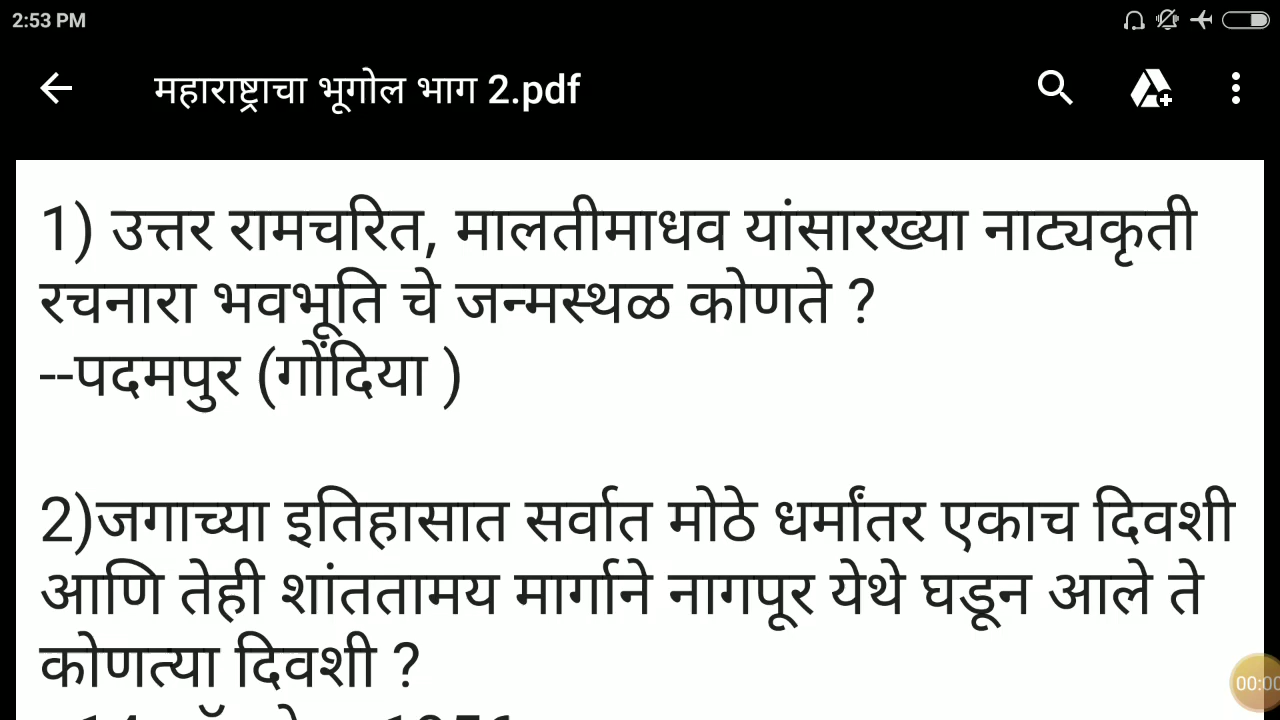 2:53 PM
महाराष्ट्राचा भूगोल भाग 2.pdf
1) उत्तर रामचरित, मालतीमाधव यांसारख्या नाट्यकृती
रचनारा भवभूति चे जन्मस्थळ कोणते ?
--पदमपुर (गोंदिया )
2)जगाच्या इतिहासात सर्वात मोठे धर्मांतर एकाच दिवशी
आणि तेही शांततामय मार्गाने नागपूर येथे घडून आले ते
कोणत्या दिवशी ?
00:00